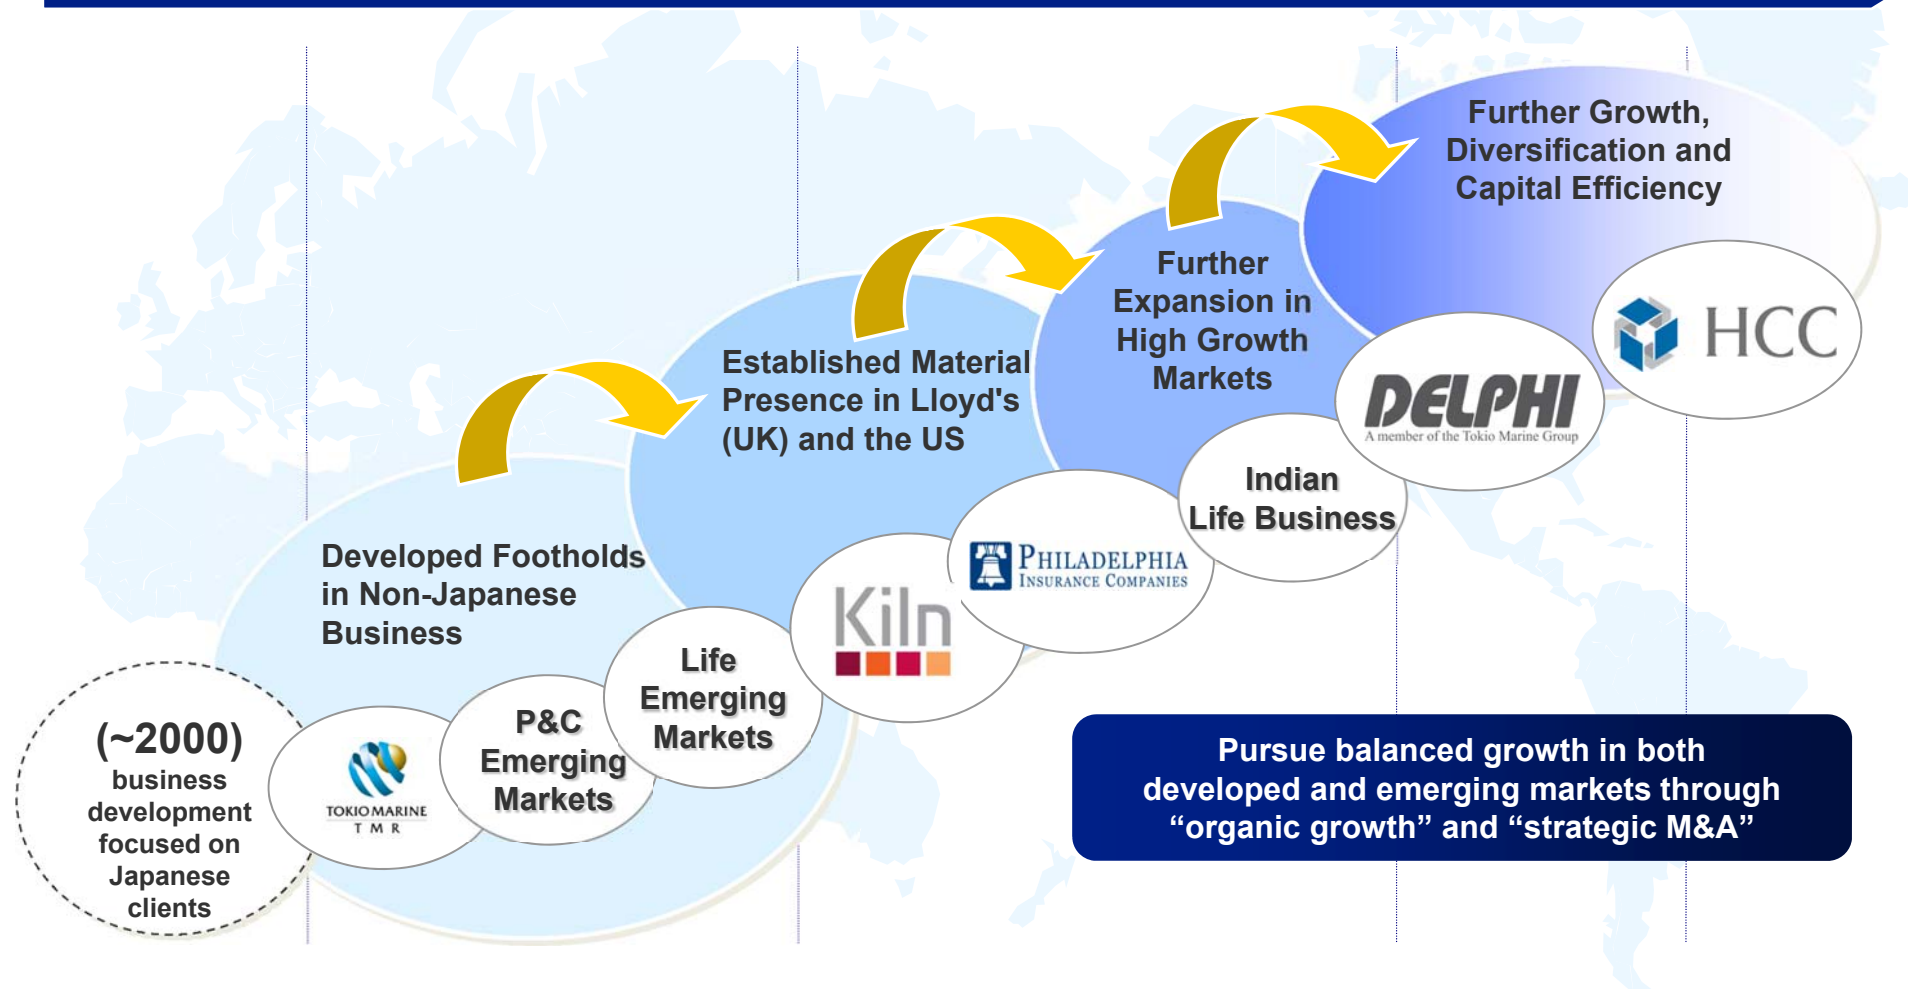 (~2000)
business
development
focused on
Japanese
clients
Developed Footholds
in Non-Japanese
Business
TOKIO MARINE
T M R
P&C
Emerging
Markets
Life
Emerging
Markets
Established Material
Presence in Lloyd's
(UK) and the US
Kiln
PHILADELPHIA
INSURANCE COMPANIES
Further
Expansion in
High Growth
Markets
Indian
Life Business
Further Growth,
Diversification and
Capital Efficiency
DELPHI
A member of the Tokio Marine Group
HCC
Pursue balanced growth in both
developed and emerging markets through
“organic growth” and “strategic M&A”